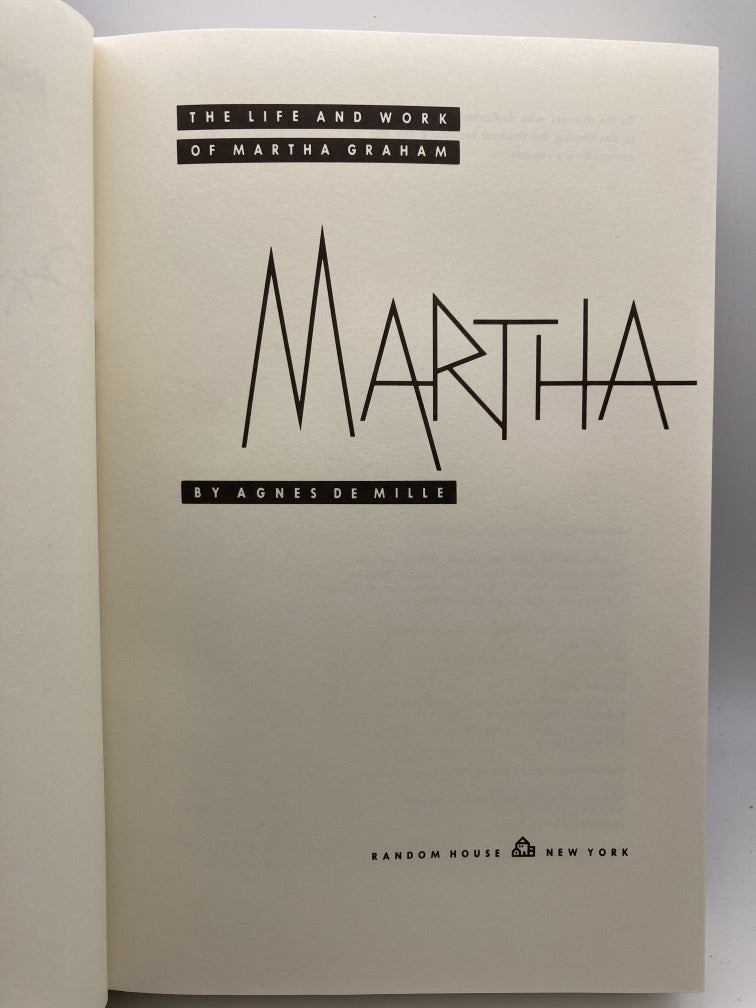 THE LIFE AND WORK
OF MARTHA GRAHAM
MARTHA
BY AGNES DE MILLE
RANDOM HOUSE NEW YORK